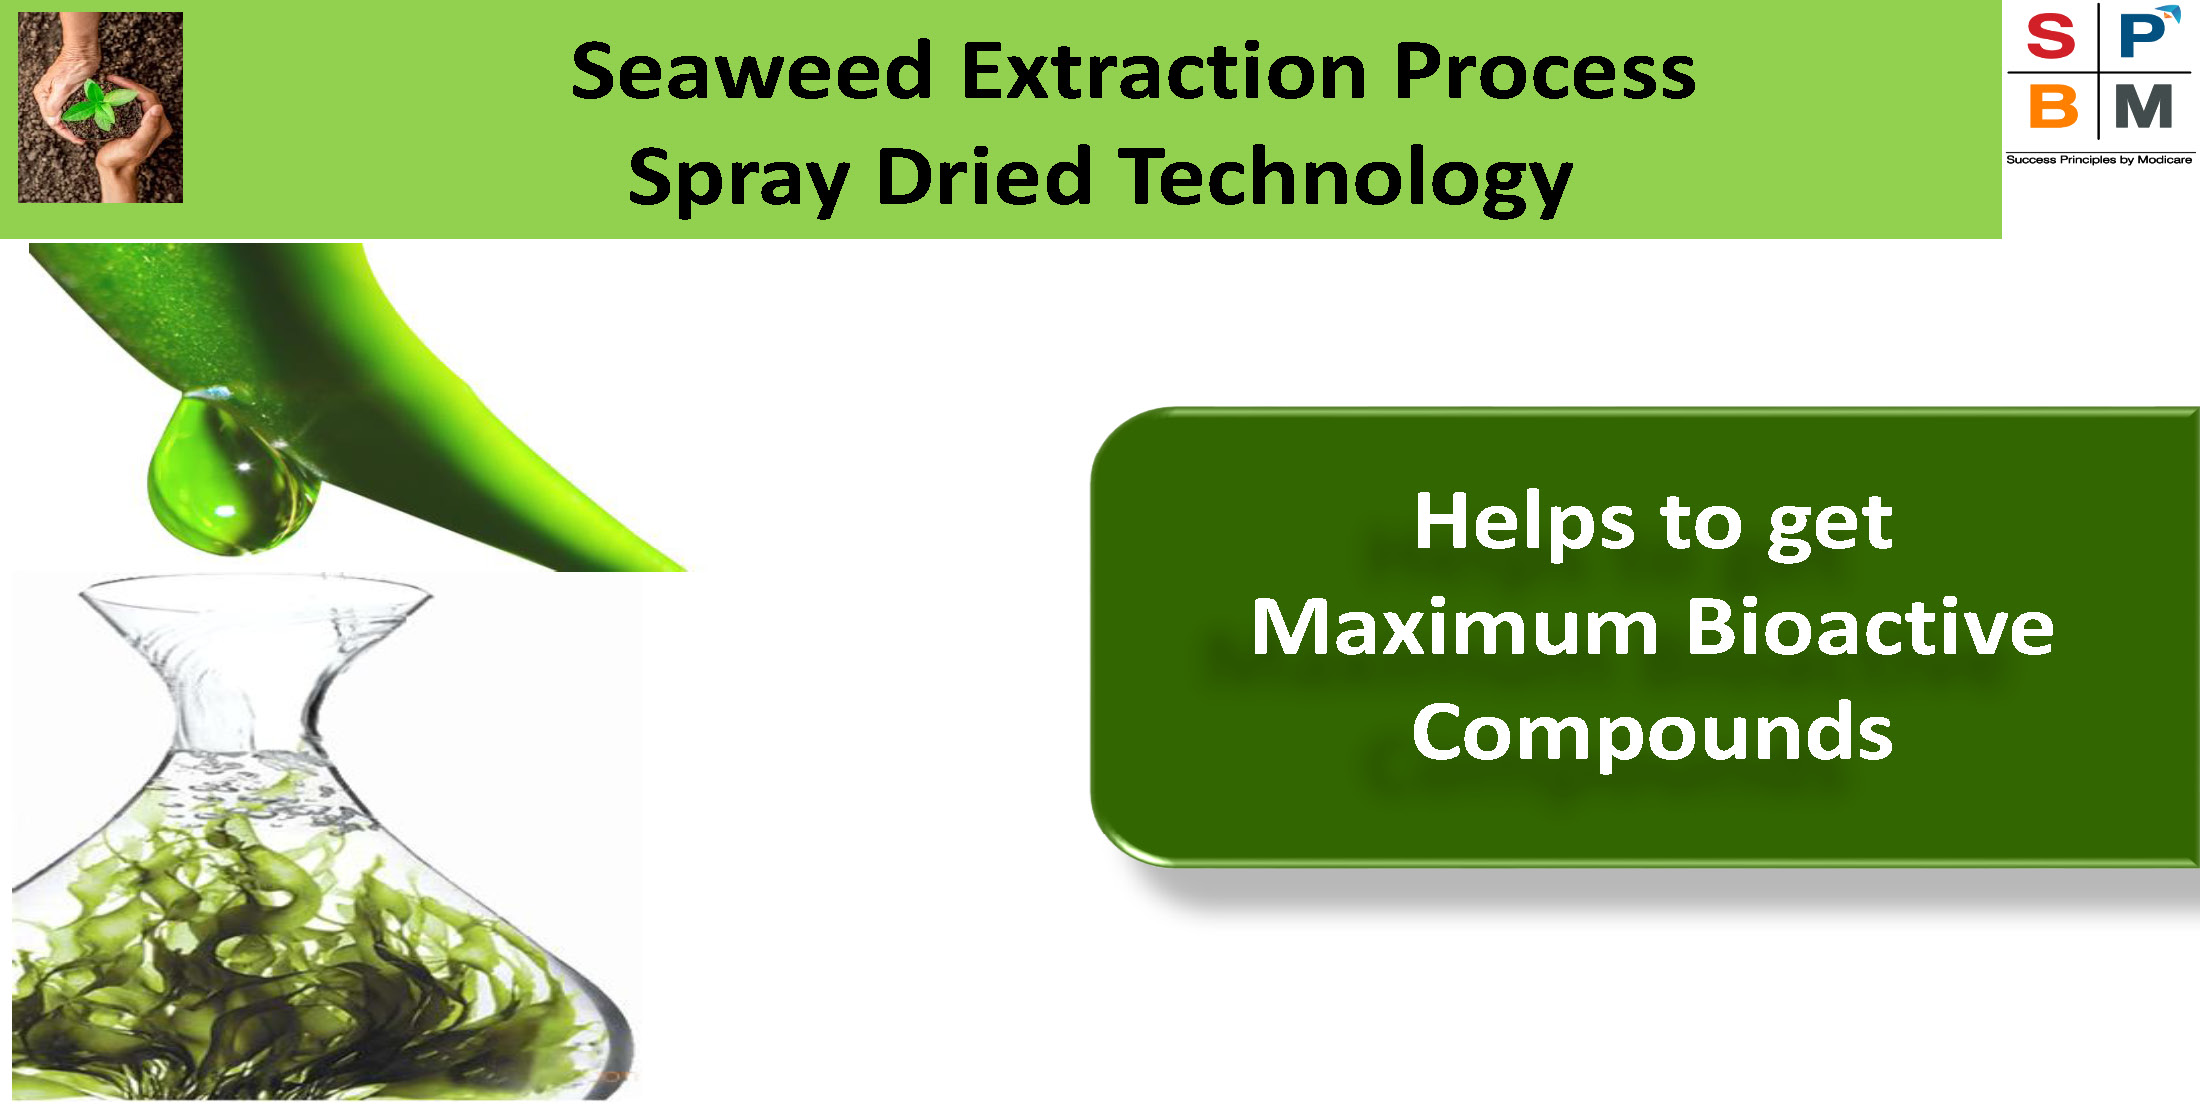 Seaweed Extraction Process
Spray Dried Technology
S P
B M
Success Principles by Modicare
Helps to get
Maximum Bioactive
Compounds